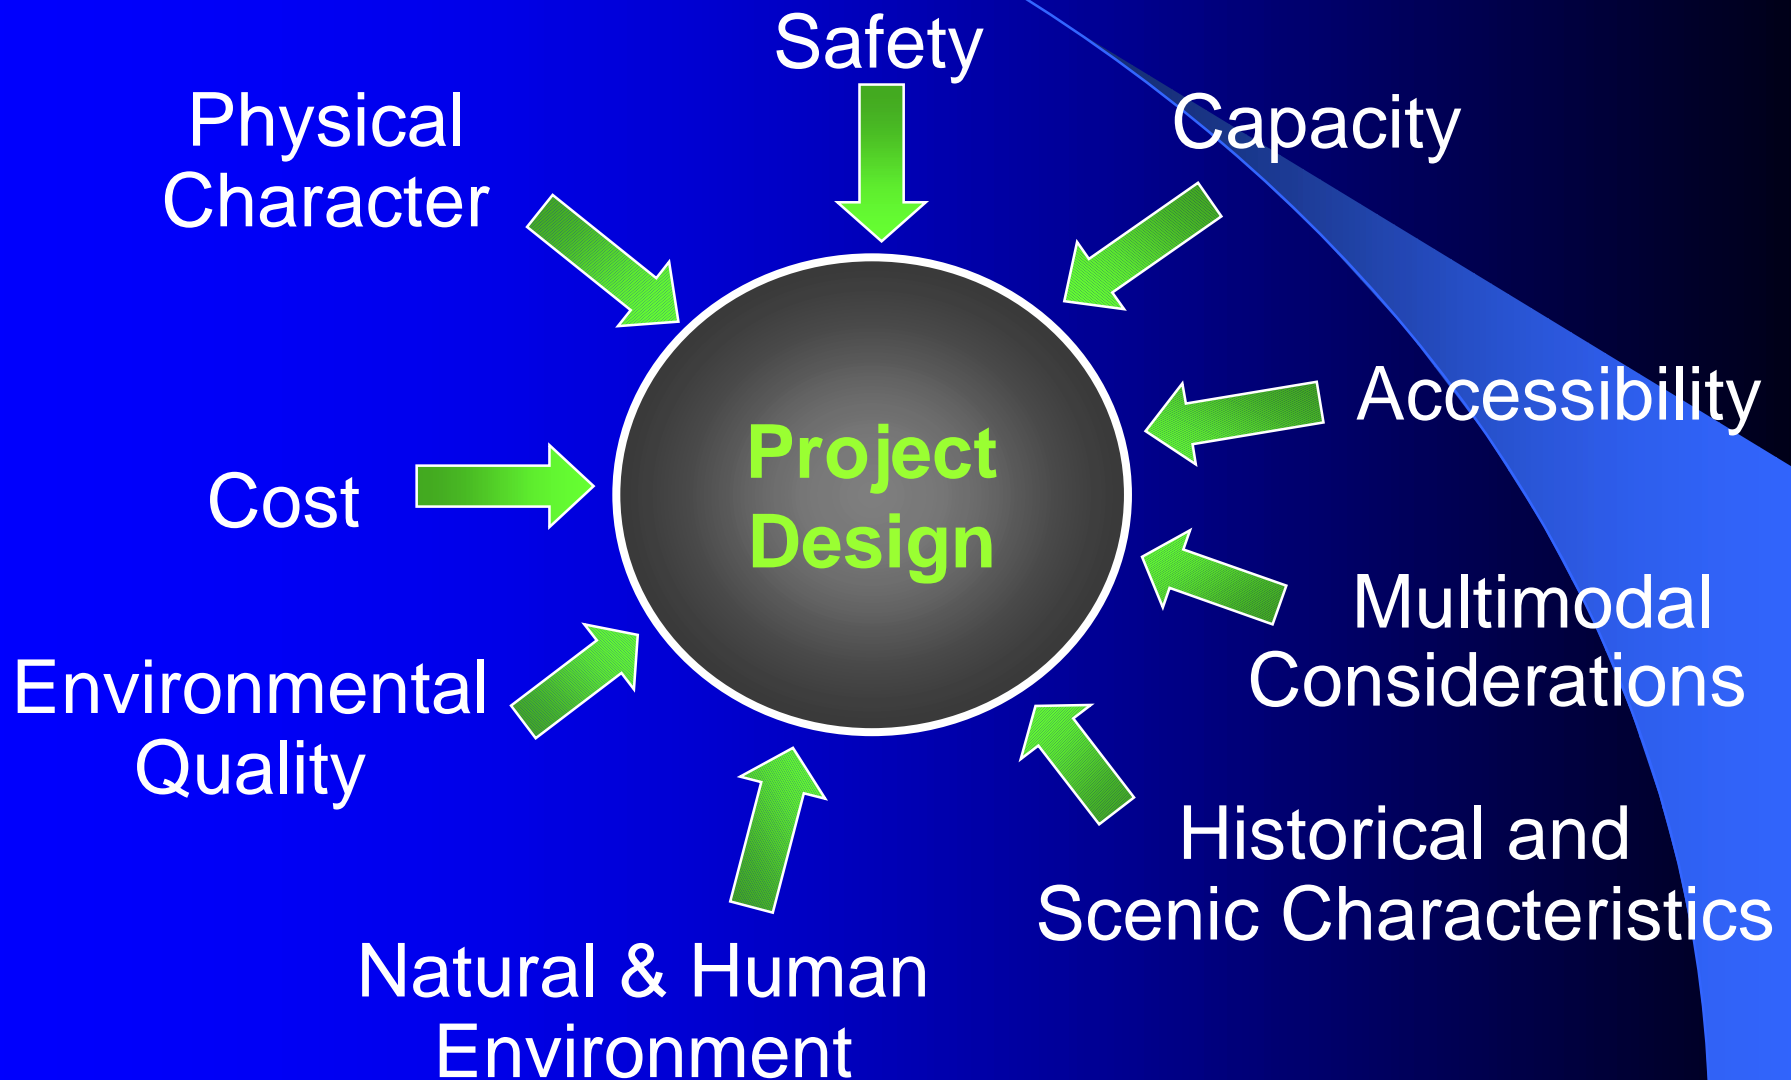 Safety
Physical
Character
Capacity
Accessibility
Project
Design
Cost
Multimodal
Considerations
Environmental
Quality
Historical and
Scenic Characteristics
Natural & Human
Environment